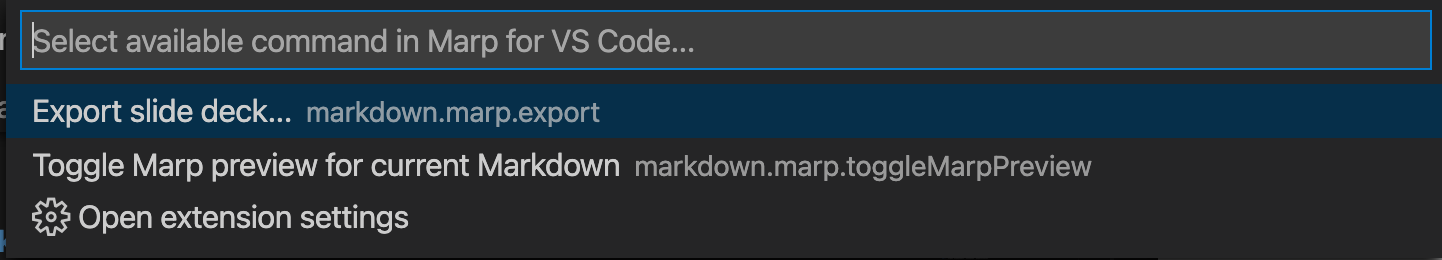 Select available command in Marp for VS Code...
Export slide deck... markdown.marp.export
Toggle Marp preview for current Markdown markdown.marp.toggleMarpPreview
Open extension settings